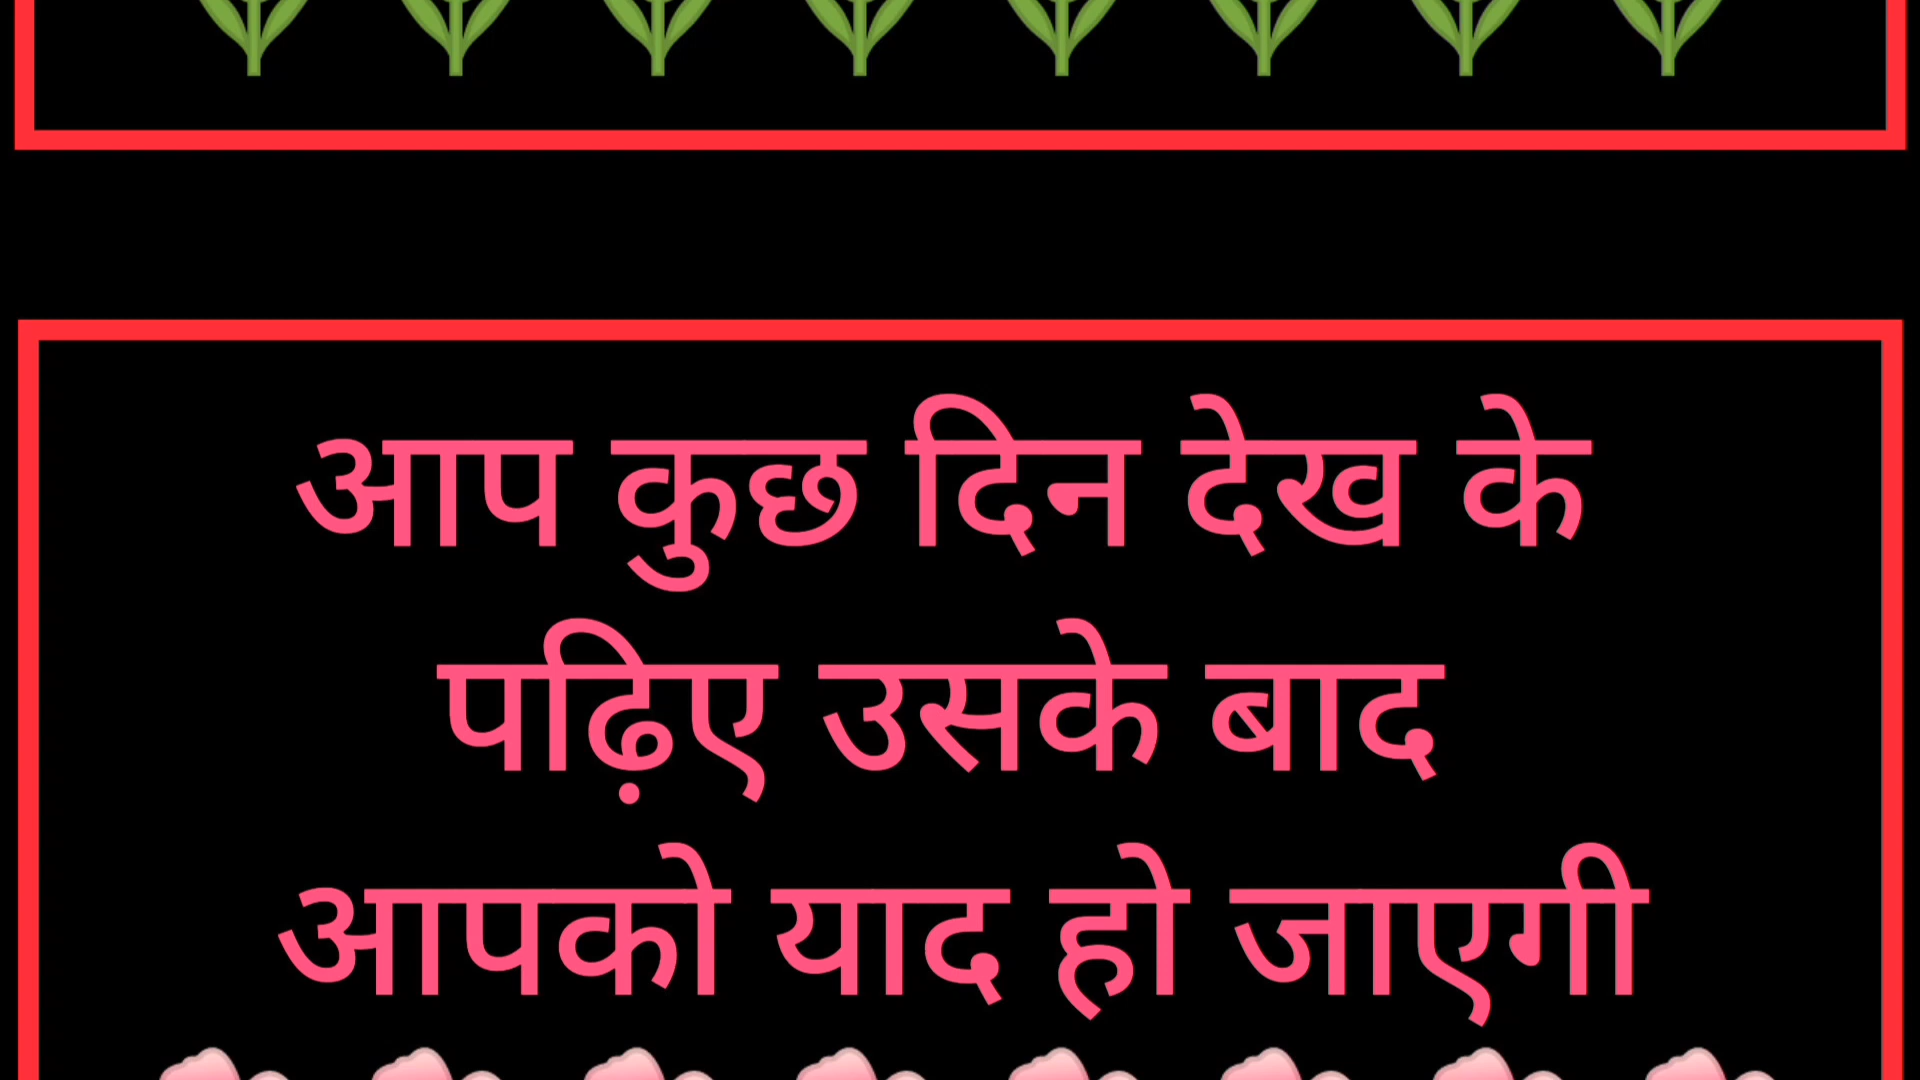 आप कुछ दिन देख के
पढ़िए उसके बाद
आपको याद हो जाएगी